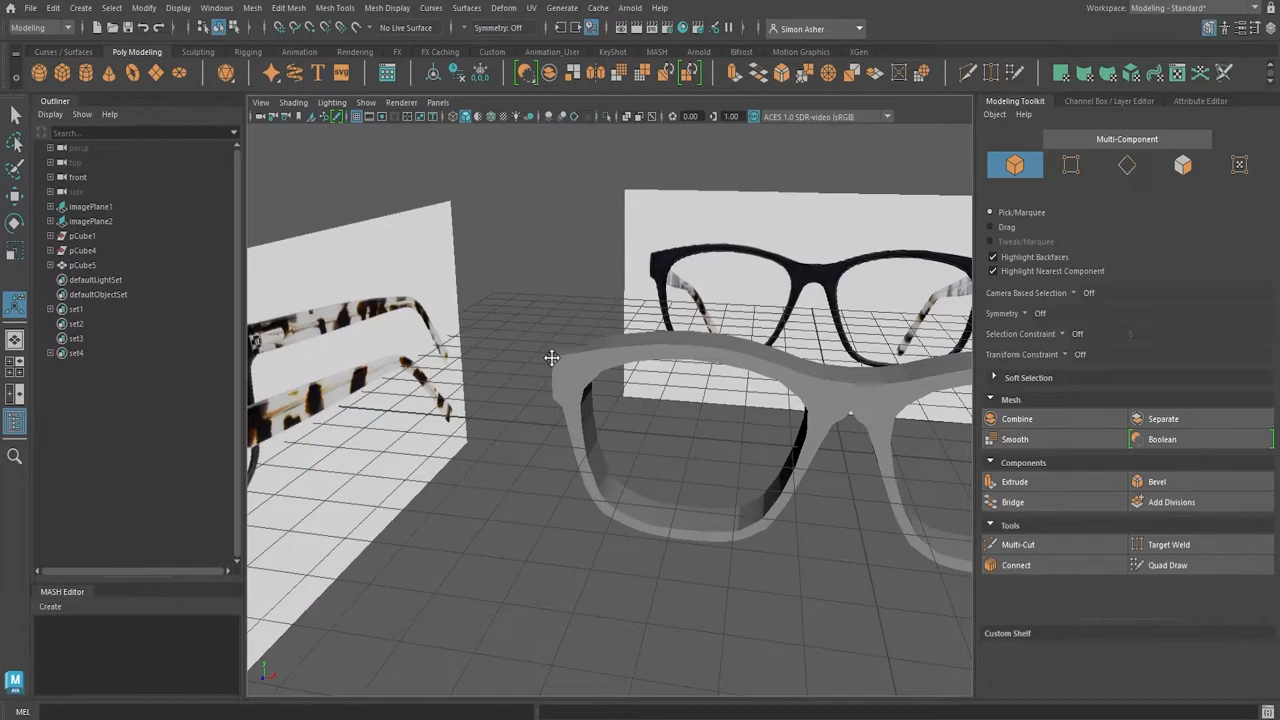 File Edit Create Select Modify Display Windows Mesh Edit Mesh Mesh Tools Mesh Display Curves Surfaces Deform UV Generate Cache Arnold Help Workspace: Modeling - Standard*
Modeling No Live Surface Symmetry: Off Simon Asher
Curves / Surfaces Poly Modeling Sculpting Rigging Animation Rendering FX FX Caching Custom Animation_User KeyShot MASH Arnold Bifrost Motion Graphics XGen
T SVG 0,0,0
Outliner
Display Show Help
Search...
persp
top
front
side
imagePlane1
imagePlane2
pCube1
pCube4
pCube5
defaultLightSet
defaultObjectSet
set1
set2
set3
set4
MASH Editor
Create
View Shading Lighting Show Renderer Panels
0.00 1.00 ACES 1.0 SDR-video (sRGB)
Modeling Toolkit Channel Box / Layer Editor Attribute Editor
Object Help
Multi-Component
Pick/Marquee
Drag
Tweak/Marquee
Highlight Backfaces
Highlight Nearest Component
Camera Based Selection Off
Symmetry Off
Selection Constraint Off 0
Transform Constraint Off
Soft Selection
Mesh
Combine Separate
Smooth Boolean
Components
Extrude Bevel
Bridge Add Divisions
Tools
Multi-Cut Target Weld
Connect Quad Draw
Custom Shelf
MEL